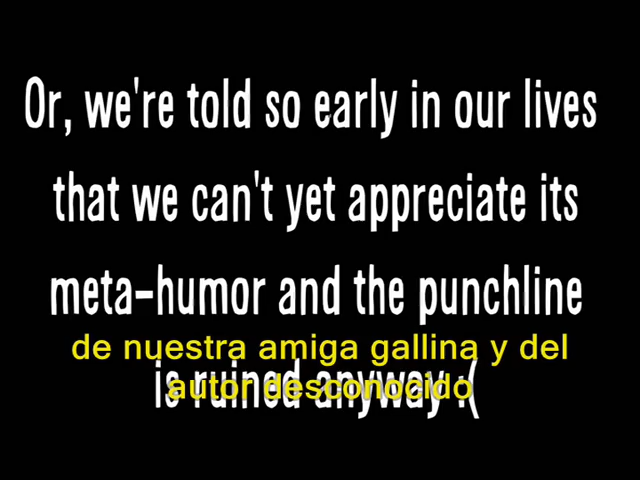 Or, we're told so early in our lives
that we can't yet appreciate its
meta-humor and the punchline
de nuestra amiga gallina y del
is ruined anyway :(
autor desconocido